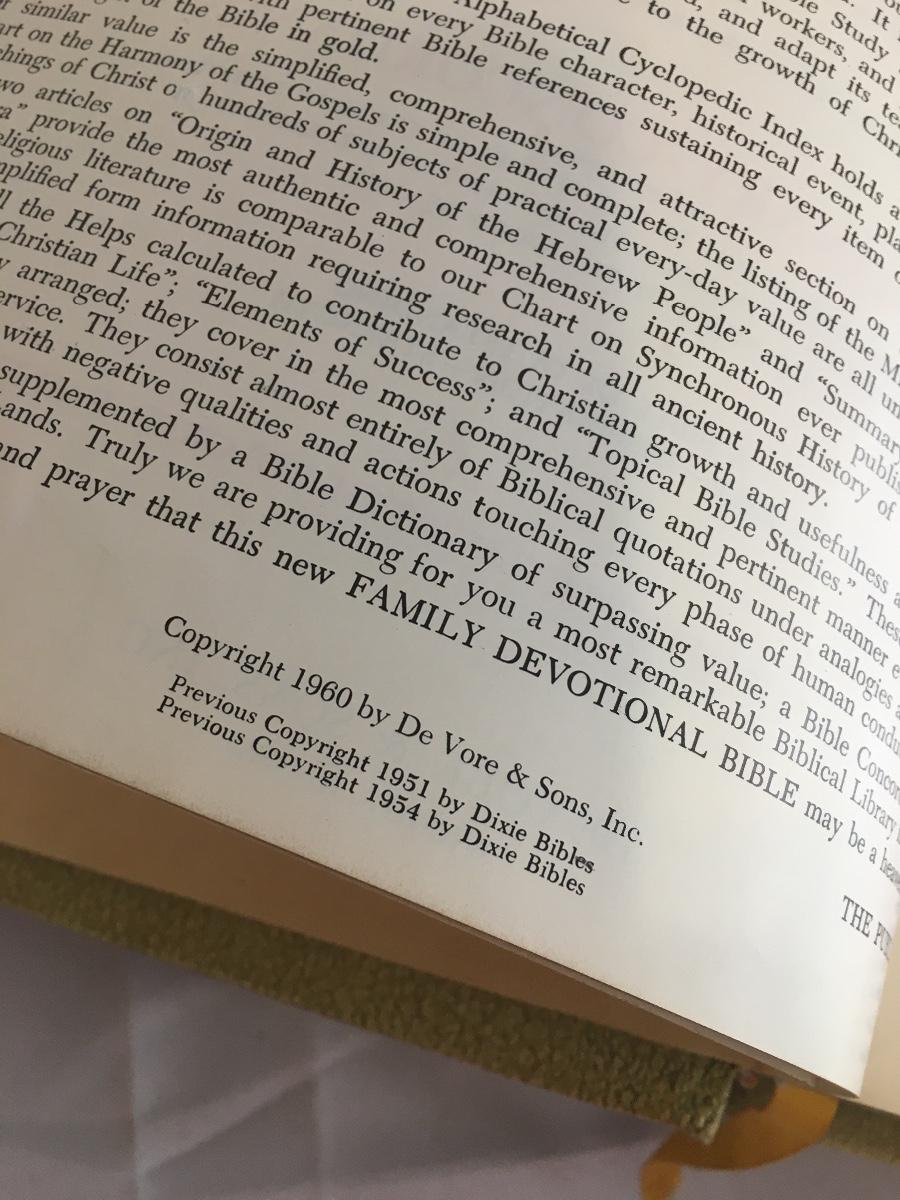 It
Study
workers, and
and adapt its
to the growth of
Alphabetical Cyclopedic Index holds
on every Bible character, historical event,
pertinent Bible references sustaining every item
of the Bible in gold.
similar value is the simplified, comprehensive, and attractive section on
on the Harmony of the Gospels is simple and complete; the listing of the
of Christ o hundreds of subjects of practical every-day value are all
articles on “Origin and History of the Hebrew People” and “Summary
provide the most authentic and comprehensive information ever
literature is comparable to our Chart on Synchronous History of
form information requiring research in all ancient history.
the Helps calculated to contribute to Christian growth and usefulness
Christian Life”; “Elements of Success”; and “Topical Bible Studies.” These
arranged; they cover in the most comprehensive and pertinent manner
They consist almost entirely of Biblical quotations under analogies
with negative qualities and actions touching every phase of human
supplemented by a Bible Dictionary of surpassing value; a Bible
Truly we are providing for you a most remarkable Biblical Library
and prayer that this new FAMILY DEVOTIONAL BIBLE may be a
THE
Copyright 1960 by De Vore & Sons, Inc.
Previous Copyright 1951 by Dixie Bibles
Previous Copyright 1954 by Dixie Bibles